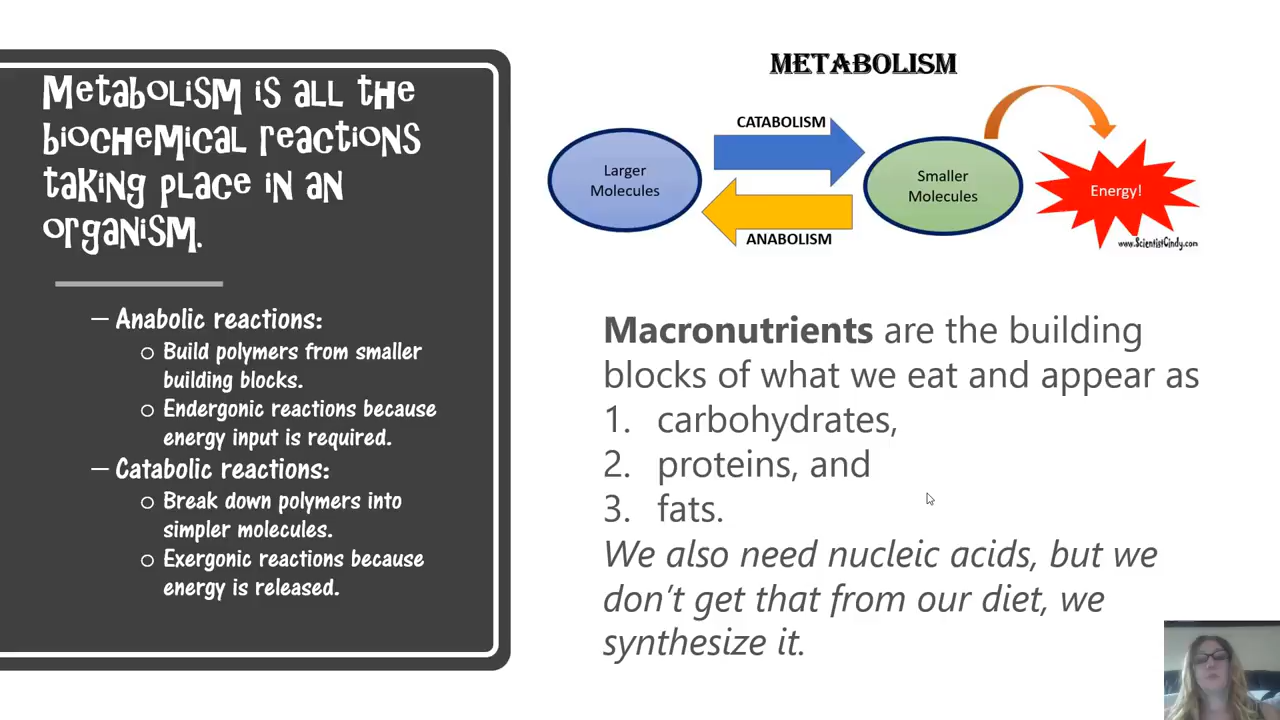 Metabolism is all the
biochemical reactions
taking place in an
organism.
– Anabolic reactions:
o Build polymers from smaller
building blocks.
o Endergonic reactions because
energy input is required.
– Catabolic reactions:
o Break down polymers into
simpler molecules.
o Exergonic reactions because
energy is released.
METABOLISM
CATABOLISM
Larger
Molecules
Smaller
Molecules
Energy!
ANABOLISM
www.ScientistCindy.com
Macronutrients are the building
blocks of what we eat and appear as
1. carbohydrates,
2. proteins, and
3. fats.
We also need nucleic acids, but we
don't get that from our diet, we
synthesize it.